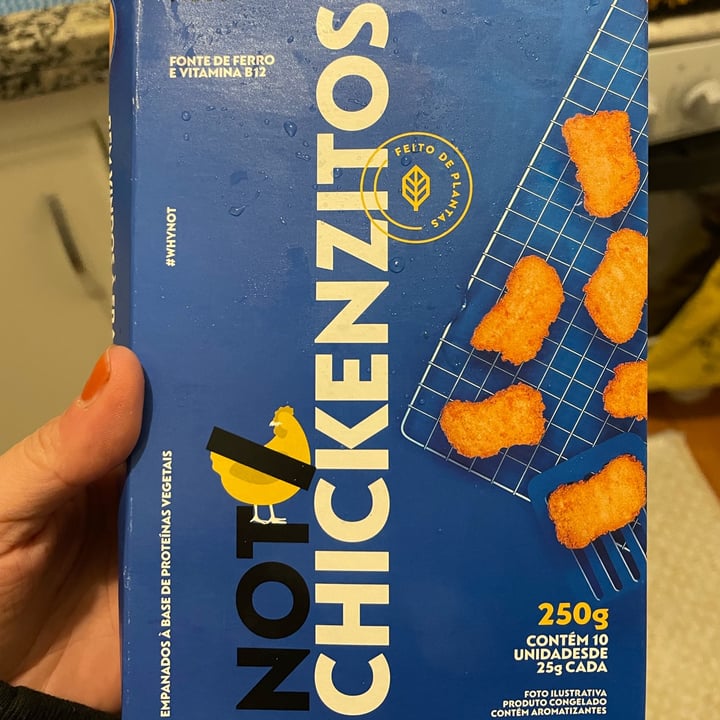 FONTE DE FERRO
E VITAMINA B12
#WHYNOT
EMPANADOS À BASE DE PROTEÍNAS VEGETAIS
NOT
CHICKENZITOS
FEITO DE PLANTAS
250g
CONTÉM 10
UNIDADESDE
25g CADA
FOTO ILUSTRATIVA
PRODUTO CONGELADO
CONTÉM AROMATIZANTES